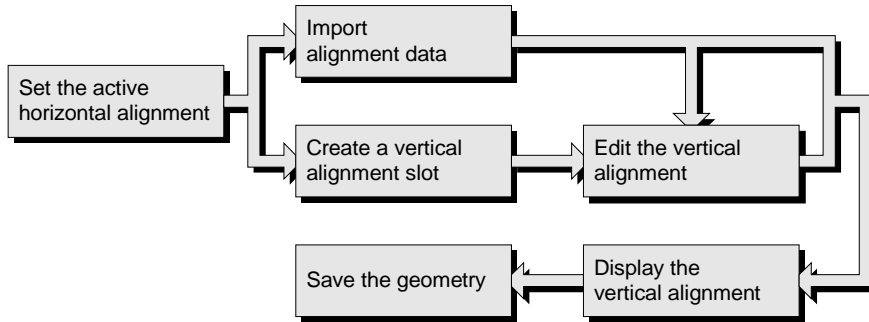 Import
alignment data
Set the active
horizontal alignment
Create a vertical
alignment slot
Edit the vertical
alignment
Save the geometry
Display the
vertical alignment